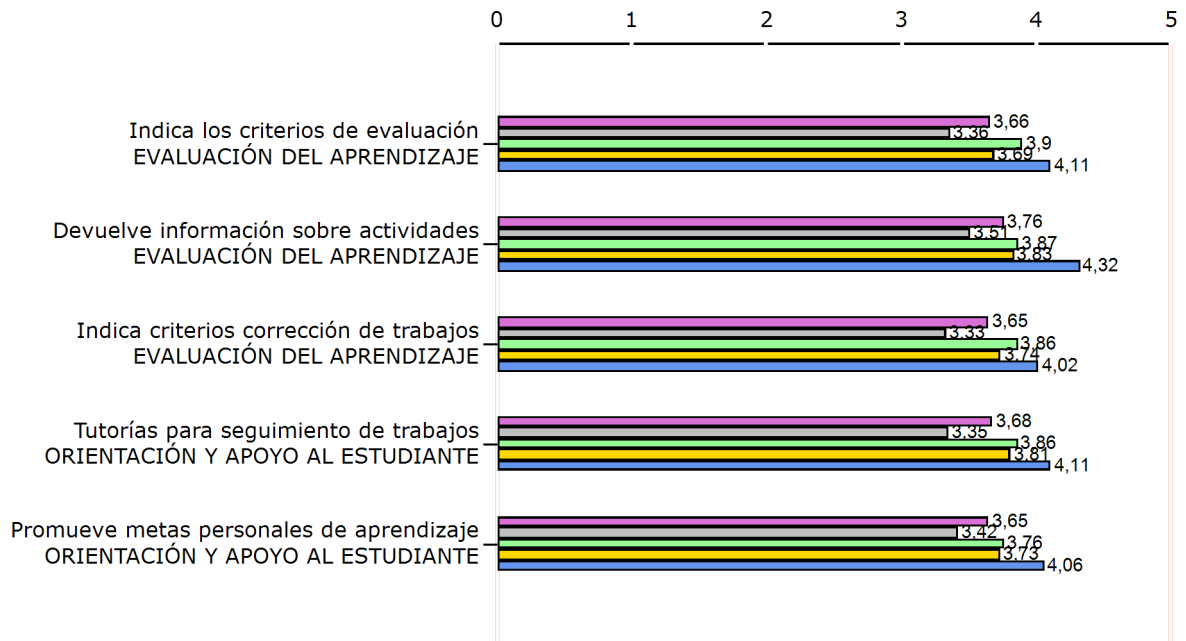 0 1 2 3 4 5
Indica los criterios de evaluación
EVALUACIÓN DEL APRENDIZAJE
3,66
3,36
3,9
3,69
4,11
Devuelve información sobre actividades
EVALUACIÓN DEL APRENDIZAJE
3,76
3,51
3,87
3,83
4,32
Indica criterios corrección de trabajos
EVALUACIÓN DEL APRENDIZAJE
3,65
3,33
3,86
3,74
4,02
Tutorías para seguimiento de trabajos
ORIENTACIÓN Y APOYO AL ESTUDIANTE
3,68
3,35
3,86
3,81
4,11
Promueve metas personales de aprendizaje
ORIENTACIÓN Y APOYO AL ESTUDIANTE
3,65
3,42
3,76
3,73
4,06